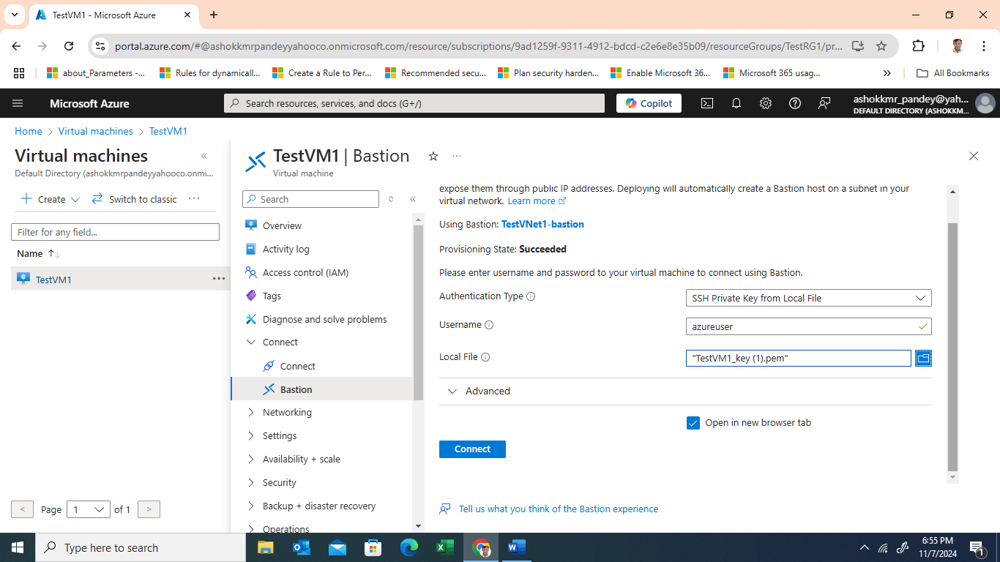 TestVM1 - Microsoft Azure
portal.azure.com/#@ashokkmrpandeyyahooco.onmicrosoft.com/resource/subscriptions/9ad1259f-9311-4912-bdcd-c2e6e8e35b09/resourceGroups/TestRG1/pr...
about_Parameters -...
Rules for dynamicall...
Create a Rule to Per...
Recommended secu...
Plan security harden...
Enable Microsoft 36...
Microsoft 365 usag...
All Bookmarks
Microsoft Azure
Search resources, services, and docs (G+/)
Copilot
ashokkmr_pandey@yah...
DEFAULT DIRECTORY (ASHOKKM...
Home > Virtual machines > TestVM1
Virtual machines
Default Directory (ashokkmrpandeyyahooco.onmi...
Create
Switch to classic
Filter for any field...
Name
TestVM1
Page 1 of 1
TestVM1 | Bastion
Virtual machine
Search
Overview
Activity log
Access control (IAM)
Tags
Diagnose and solve problems
Connect
Connect
Bastion
Networking
Settings
Availability + scale
Security
Backup + disaster recovery
Operations
expose them through public IP addresses. Deploying will automatically create a Bastion host on a subnet in your
virtual network. Learn more
Using Bastion: TestVNet1-bastion
Provisioning State: Succeeded
Please enter username and password to your virtual machine to connect using Bastion.
Authentication Type
SSH Private Key from Local File
Username
azureuser
Local File
"TestVM1_key (1).pem"
Advanced
Open in new browser tab
Connect
Tell us what you think of the Bastion experience
Type here to search
6:55 PM
11/7/2024
1